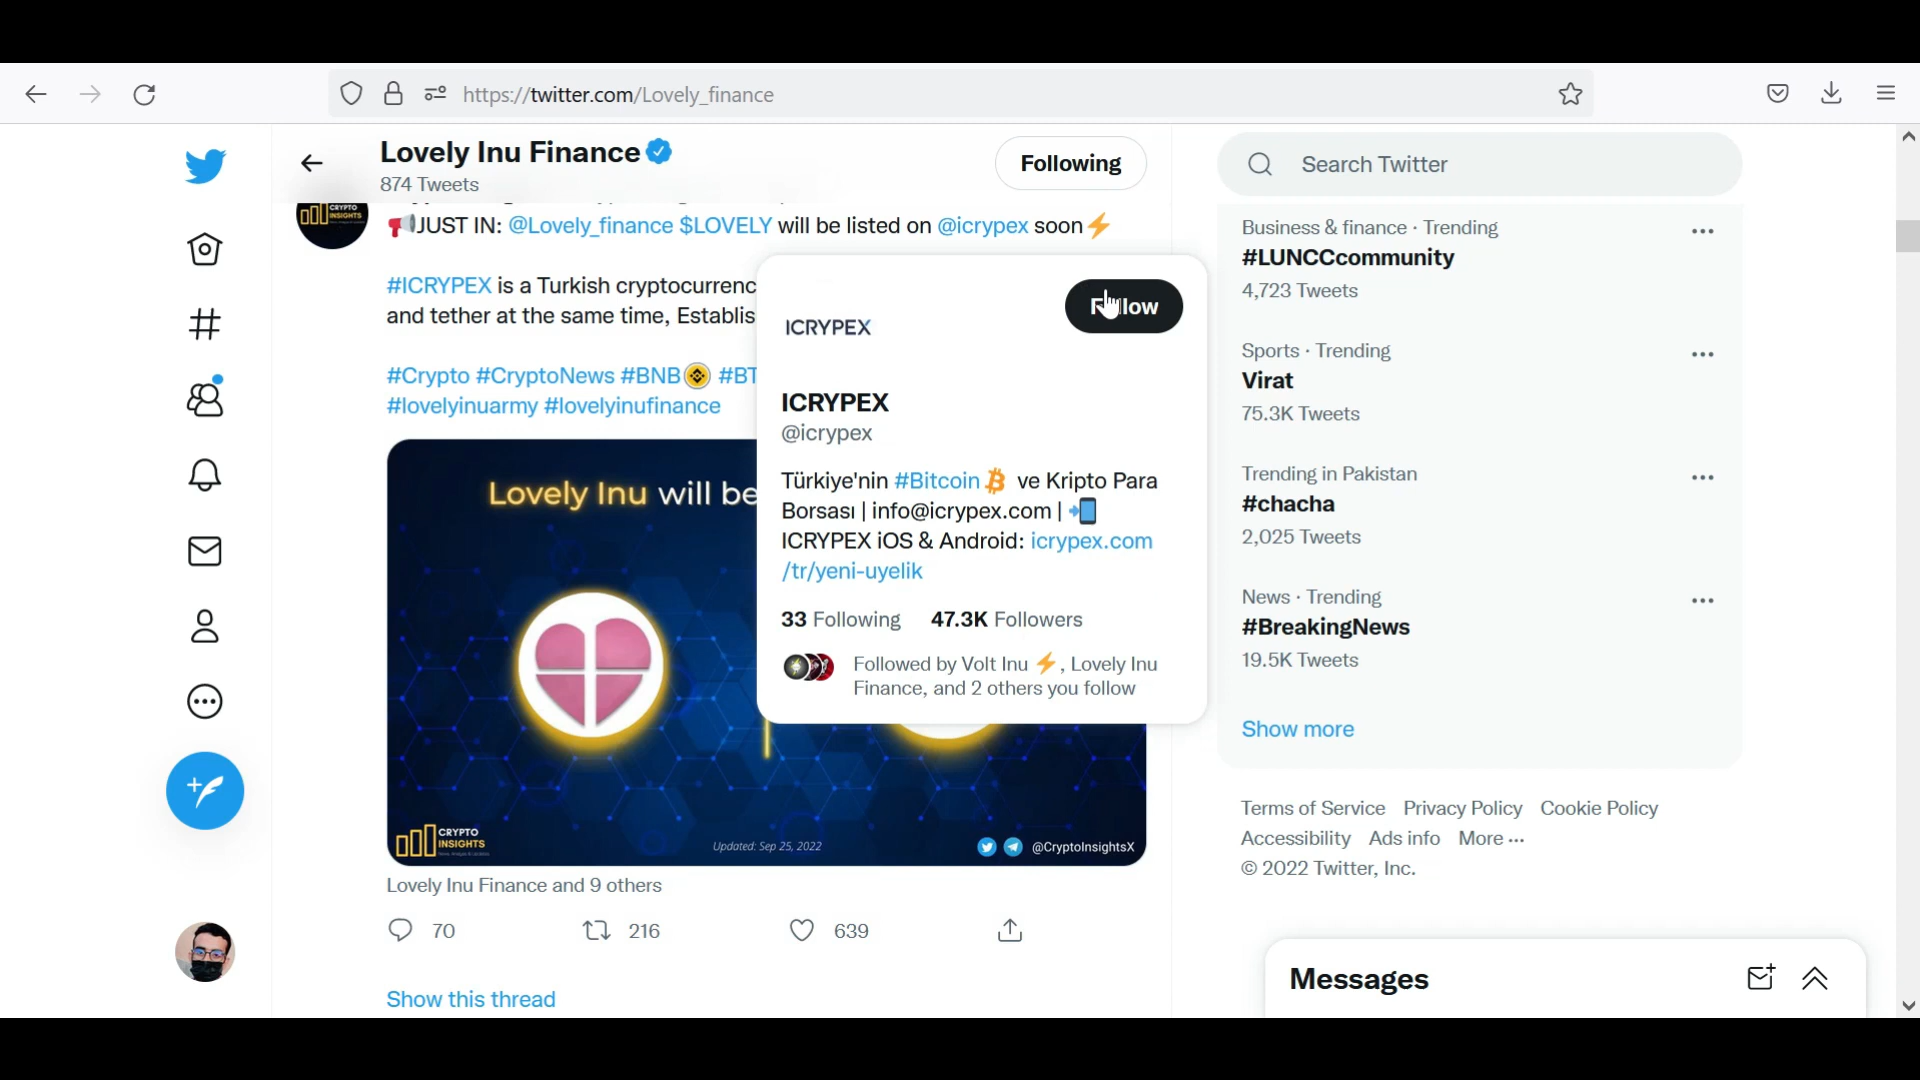 https://twitter.com/Lovely_finance
Lovely Inu Finance
874 Tweets
Following
CRYPTO
INSIGHTS
📢JUST IN: @Lovely_finance $LOVELY will be listed on @icrypex soon⚡
#ICRYPEX is a Turkish cryptocurrenc
and tether at the same time, Establis
#Crypto #CryptoNews #BNB #BT
#lovelyinuarmy #lovelyinufinance
Lovely Inu will be
CRYPTO
INSIGHTS
Updated: Sep 25, 2022
@CryptoInsightsX
Follow
ICRYPEX
ICRYPEX
@icrypex
Türkiye'nin #Bitcoin ve Kripto Para
Borsası | info@icrypex.com | 📲
ICRYPEX iOS & Android: icrypex.com
/tr/yeni-uyelik
33 Following 47.3K Followers
Followed by Volt Inu ⚡, Lovely Inu
Finance, and 2 others you follow
Lovely Inu Finance and 9 others
70 216 639
Show this thread
Search Twitter
Business & finance · Trending
#LUNCCcommunity
4,723 Tweets
Sports · Trending
Virat
75.3K Tweets
Trending in Pakistan
#chacha
2,025 Tweets
News · Trending
#BreakingNews
19.5K Tweets
Show more
Terms of Service Privacy Policy Cookie Policy
Accessibility Ads info More ···
© 2022 Twitter, Inc.
Messages